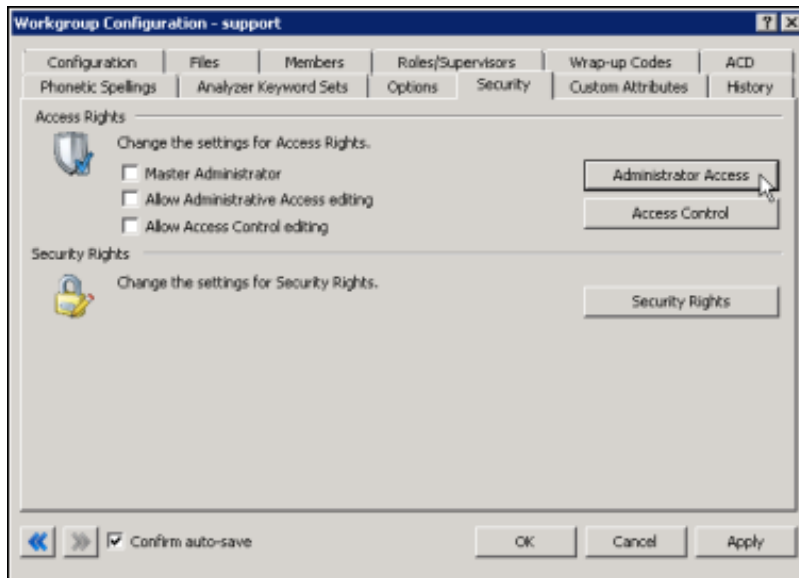 Workgroup Configuration - support
Configuration Files Members Roles/Supervisors Wrap-up Codes ACD
Phonetic Spellings Analyzer Keyword Sets Options Security Custom Attributes History
Access Rights
Change the settings for Access Rights.
Master Administrator
Administrator Access
Allow Administrative Access editing
Access Control
Allow Access Control editing
Security Rights
Change the settings for Security Rights.
Security Rights
Confirm auto-save OK Cancel Apply